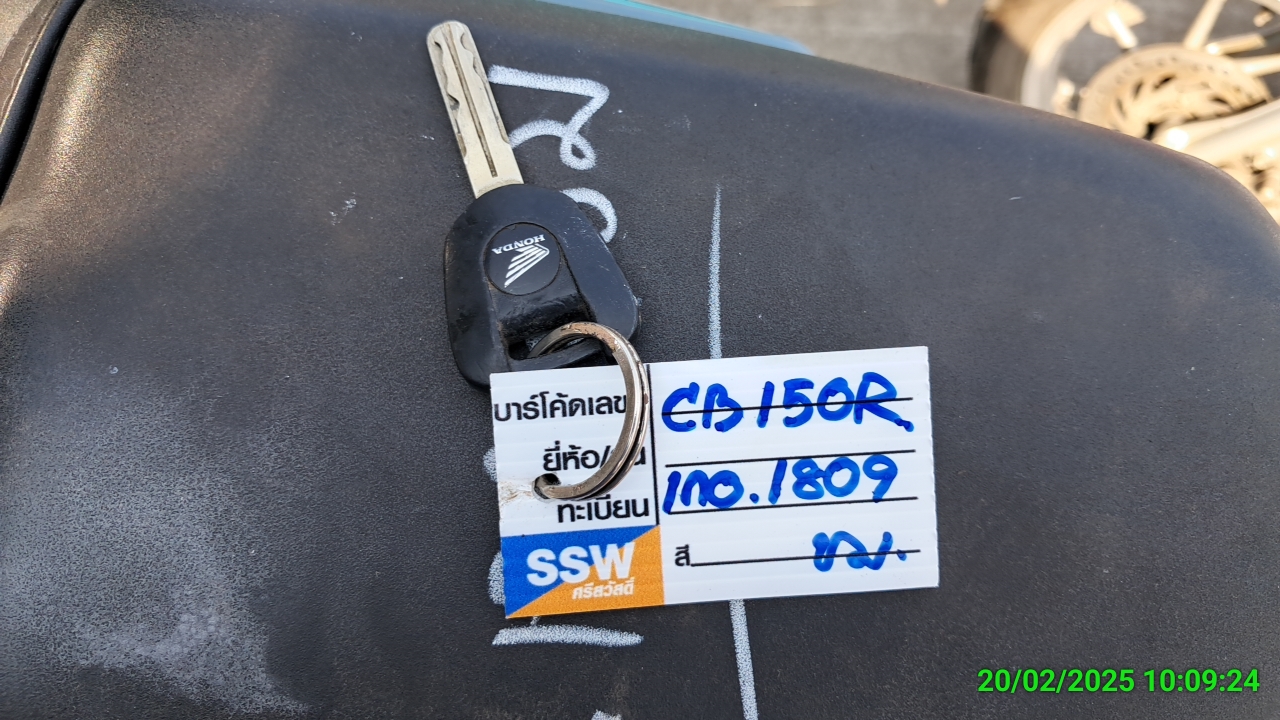 HONDA
บาร์โค้ดเลข
CB150R
ยี่ห้อ/
1กอ.1809
ทะเบียน
สี
ขม.
SSW
ศรีสวัสดิ์
20/02/2025 10:09:24